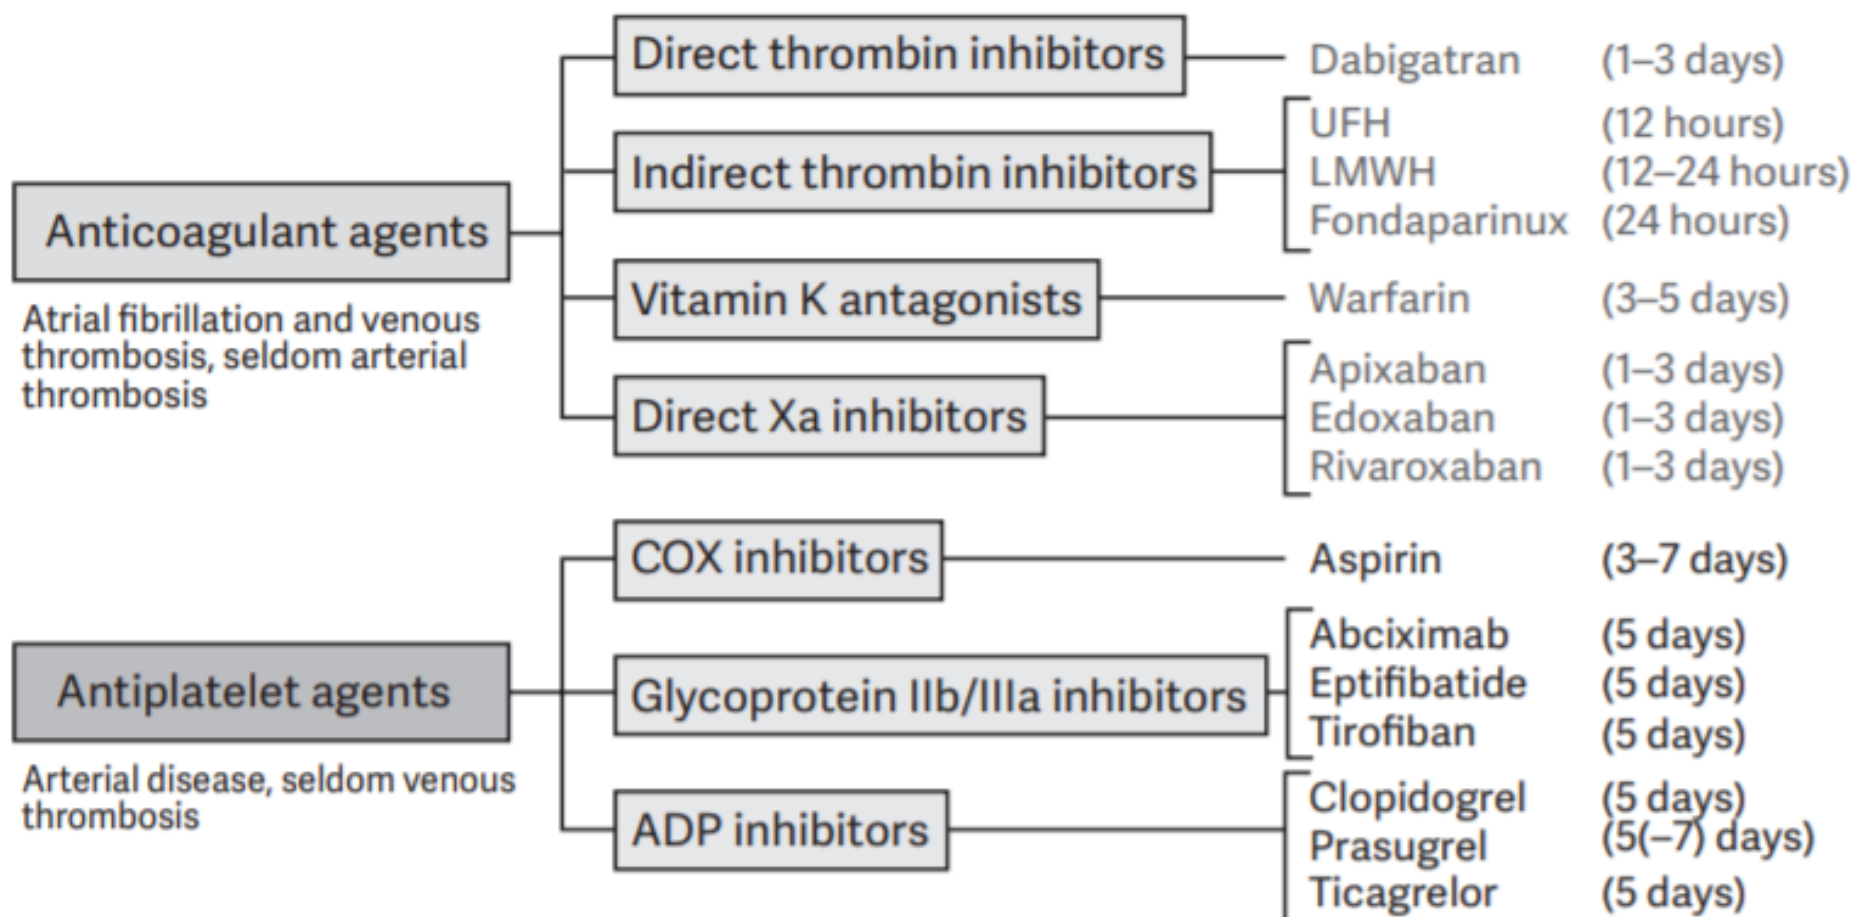 Direct thrombin inhibitors
Dabigatran (1–3 days)
Indirect thrombin inhibitors
UFH (12 hours)
LMWH (12–24 hours)
Fondaparinux (24 hours)
Anticoagulant agents
Atrial fibrillation and venous
thrombosis, seldom arterial
thrombosis
Vitamin K antagonists
Warfarin (3–5 days)
Direct Xa inhibitors
Apixaban (1–3 days)
Edoxaban (1–3 days)
Rivaroxaban (1–3 days)
COX inhibitors
Aspirin (3–7 days)
Antiplatelet agents
Arterial disease, seldom venous
thrombosis
Glycoprotein IIb/IIIa inhibitors
Abciximab (5 days)
Eptifibatide (5 days)
Tirofiban (5 days)
ADP inhibitors
Clopidogrel (5 days)
Prasugrel (5(–7) days)
Ticagrelor (5 days)